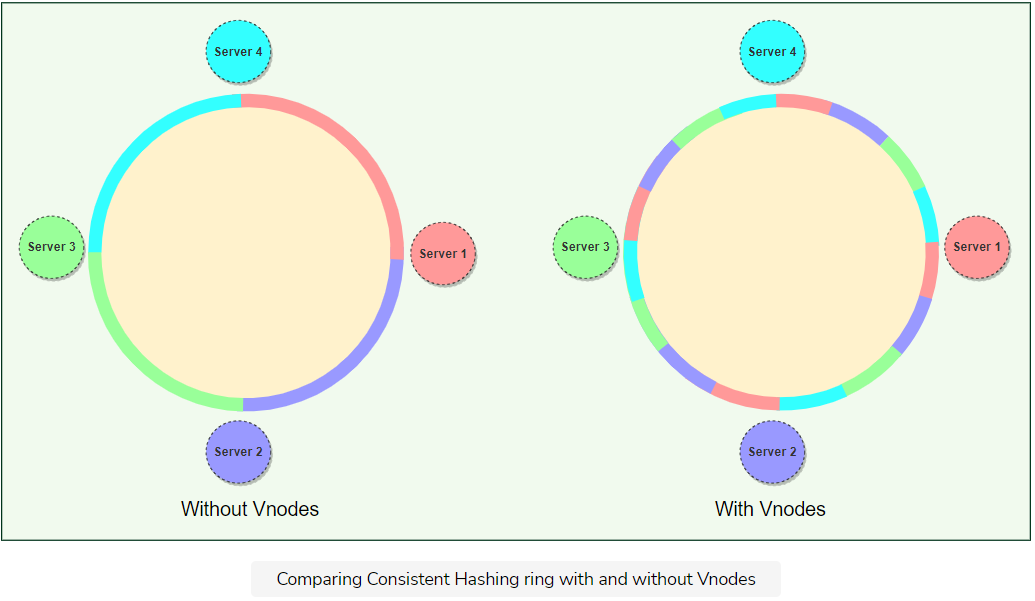 Server 4
Server 3
Server 1
Server 2
Without Vnodes
Server 4
Server 3
Server 1
Server 2
With Vnodes
Comparing Consistent Hashing ring with and without Vnodes